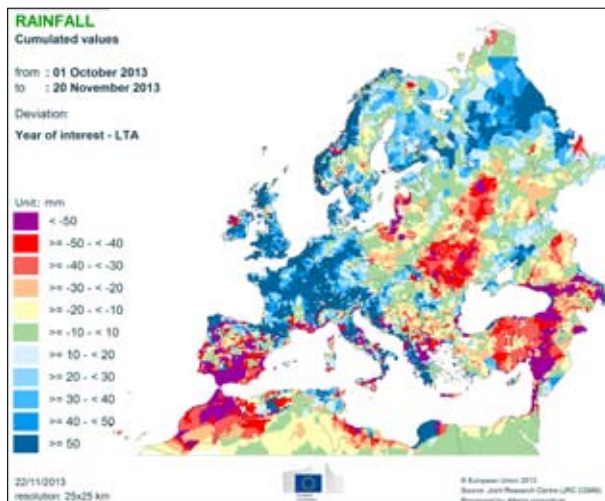 RAINFALL
Cumulated values
from : 01 October 2013
to : 20 November 2013
Deviation:
Year of interest - LTA
Unit: mm
< -50
>= -50 - < -40
>= -40 - < -30
>= -30 - < -20
>= -20 - < -10
>= -10 - < 10
>= 10 - < 20
>= 20 - < 30
>= 30 - < 40
>= 40 - < 50
>= 50
22/11/2013
resolution: 25x25 km
© European Union 2013
Source: Joint Research Centre (JRC